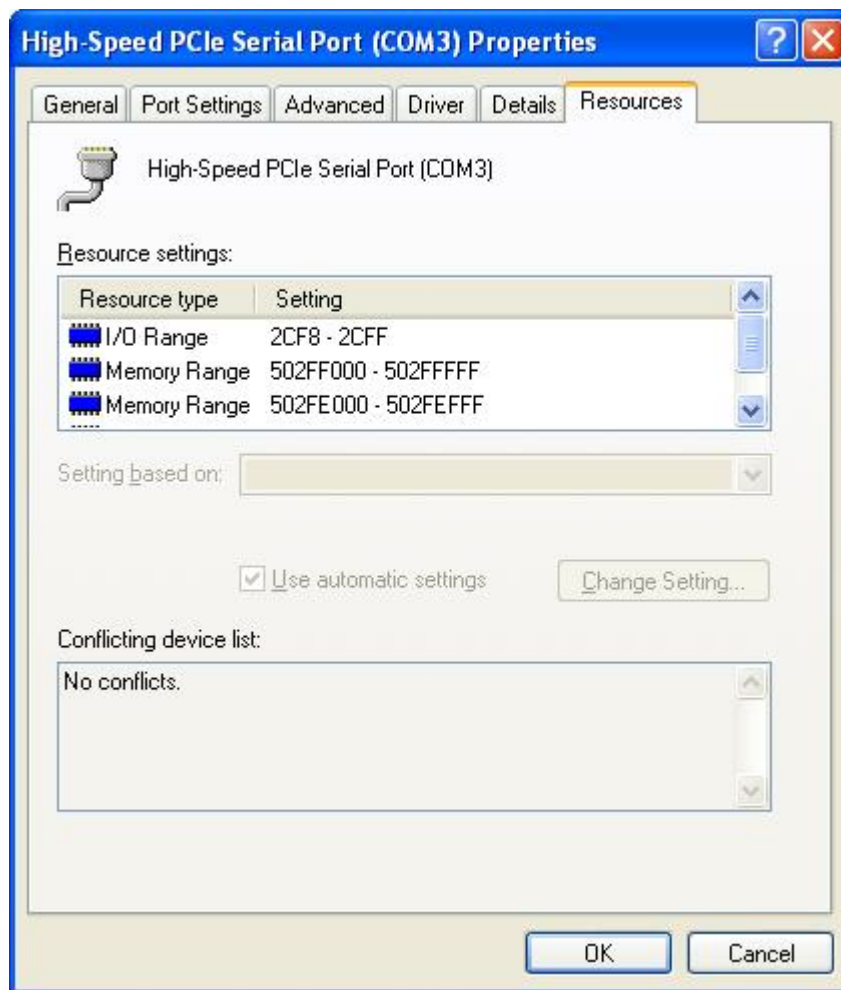 High-Speed PCIe Serial Port (COM3) Properties
General Port Settings Advanced Driver Details Resources
High-Speed PCIe Serial Port (COM3)
Resource settings:
Resource type Setting
I/O Range 2CF8 - 2CFF
Memory Range 502FF000 - 502FFFFF
Memory Range 502FE000 - 502FEFFF
Setting based on:
Use automatic settings Change Setting...
Conflicting device list:
No conflicts.
OK Cancel